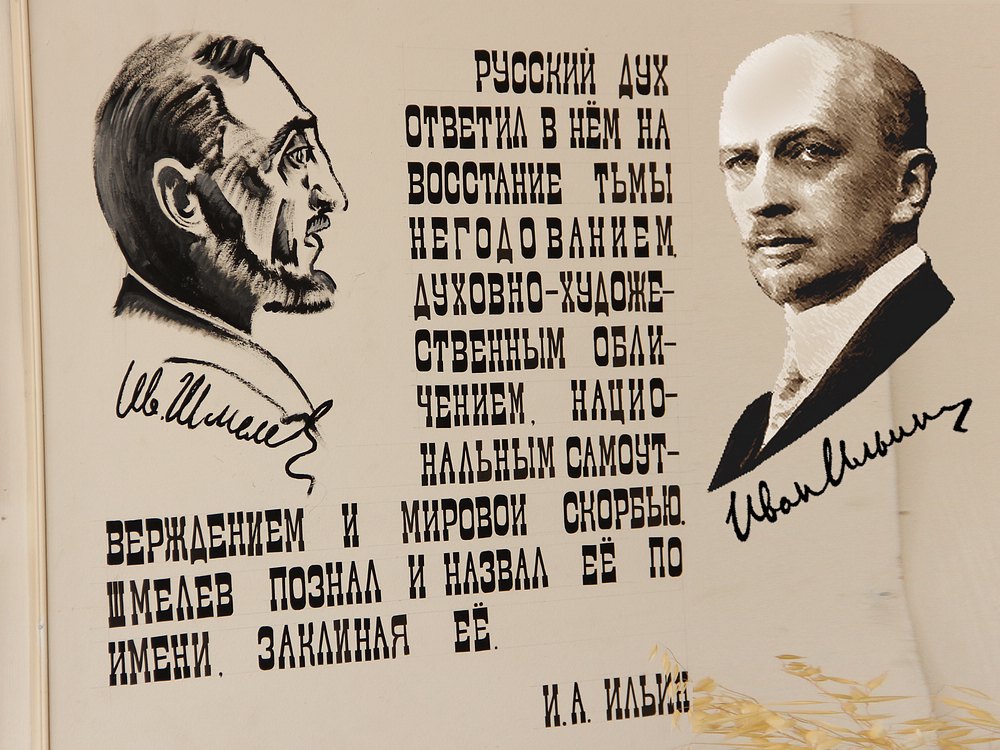 РУССКИЙ ДУХ
ОТВЕТИЛ В НЁМ НА
ВОССТАНИЕ ТЬМЫ
НЕГОДОВАНИЕМ,
ДУХОВНО-ХУДОЖЕ-
СТВЕННЫМ ОБЛИ-
ЧЕНИЕМ, НАЦИО-
НАЛЬНЫМ САМОУТ-
ВЕРЖДЕНИЕМ И МИРОВОЙ СКОРБЬЮ.
ШМЕЛЕВ ПОЗНАЛ И НАЗВАЛ ЕЁ ПО
ИМЕНИ, ЗАКЛИНАЯ ЕЁ.
И.А. ИЛЬИН
Ив. Шмелев
Иван Ильин